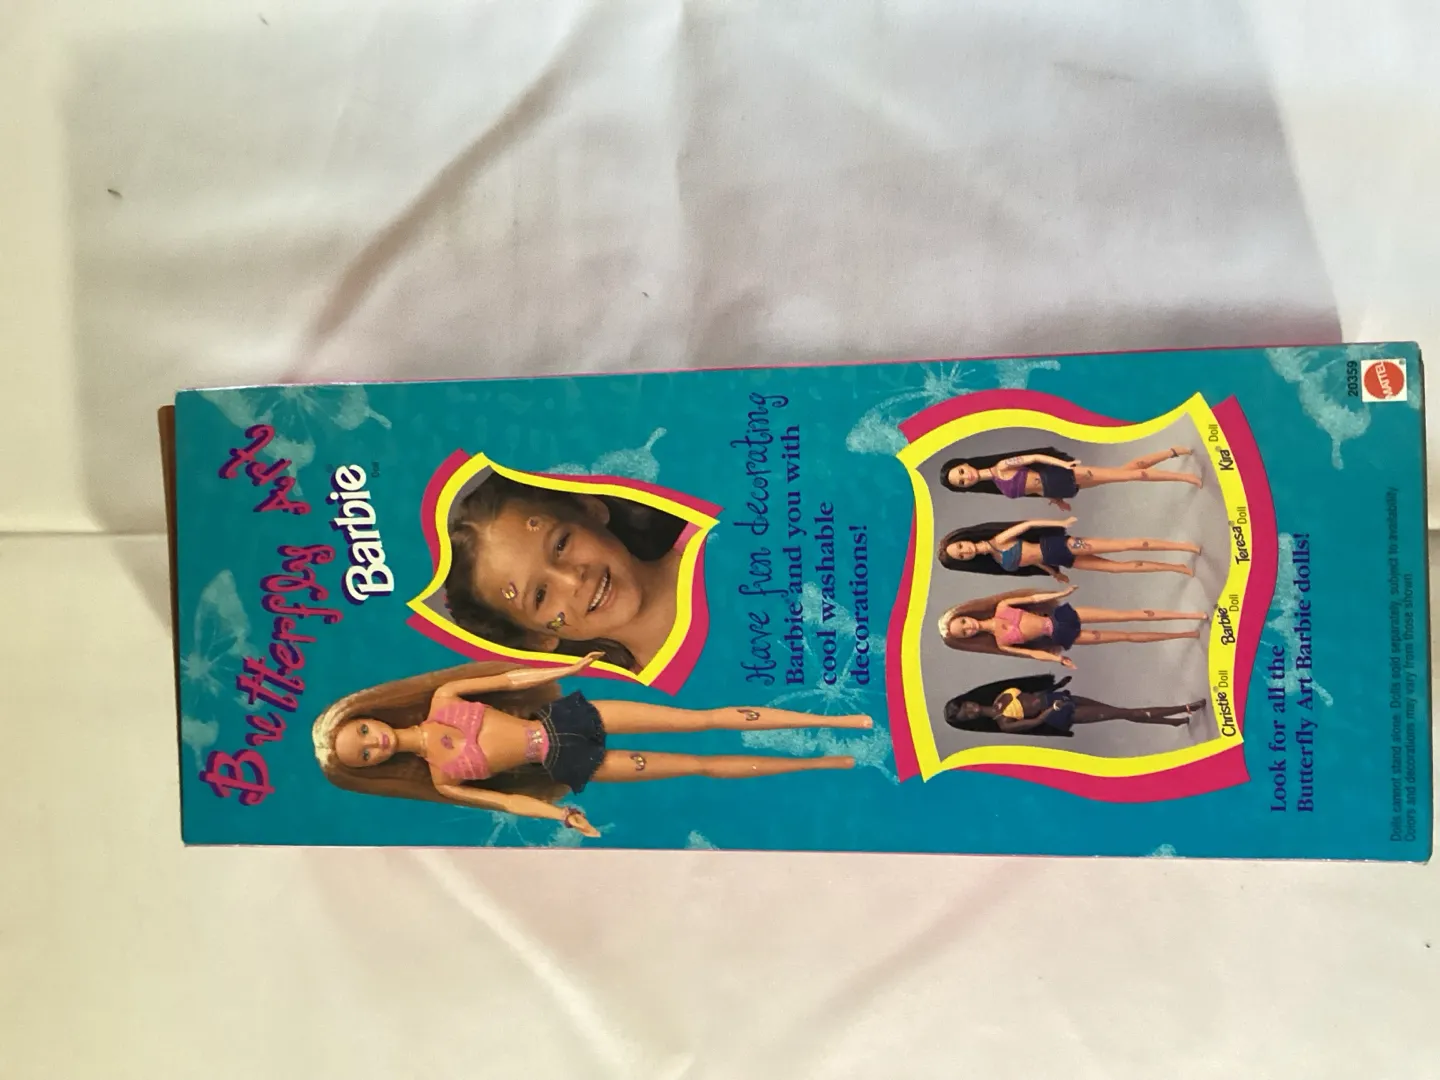 Butterfly Art
Barbie®
Doll
Have fun decorating
Barbie® and you with
cool washable
decorations!
Christie® Doll
Barbie®
Doll
Teresa® Doll
Kira® Doll
Look for all the
Butterfly Art Barbie dolls!
Dolls cannot stand alone. Dolls sold separately, subject to availability.
Colors and decorations may vary from those shown.
20359
MATTEL®